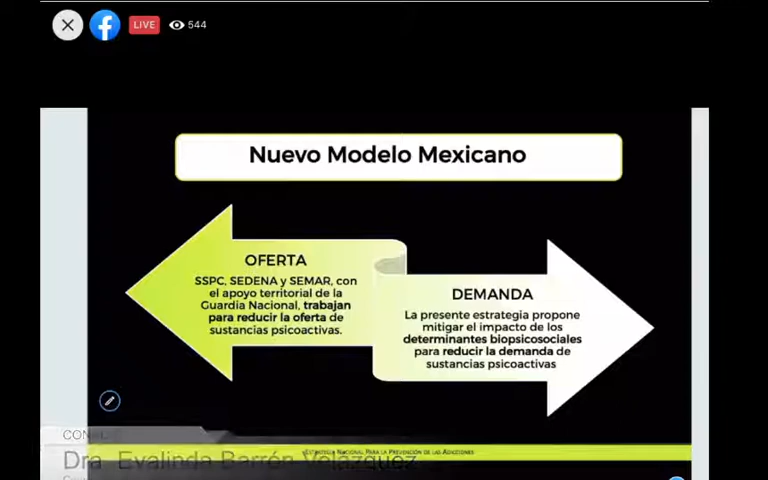 LIVE
544
Nuevo Modelo Mexicano
OFERTA
SSPC, SEDENA y SEMAR, con
el apoyo territorial de la
Guardia Nacional, trabajan
para reducir la oferta de
sustancias psicoactivas.
DEMANDA
La presente estrategia propone
mitigar el impacto de los
determinantes biopsicosociales
para reducir la demanda de
sustancias psicoactivas
Estrategia Nacional Para la Prevención de las Adicciones
Dra. Evalinda Barrón Velázquez